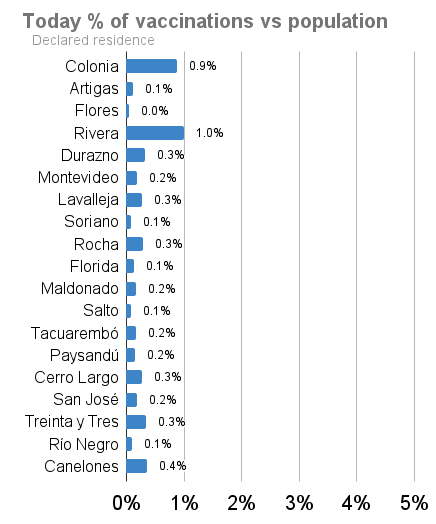 Today % of vaccinations vs population
Declared residence
Colonia 0.9%
Artigas 0.1%
Flores 0.0%
Rivera 1.0%
Durazno 0.3%
Montevideo 0.2%
Lavalleja 0.3%
Soriano 0.1%
Rocha 0.3%
Florida 0.1%
Maldonado 0.2%
Salto 0.1%
Tacuarembó 0.2%
Paysandú 0.2%
Cerro Largo 0.3%
San José 0.2%
Treinta y Tres 0.3%
Río Negro 0.1%
Canelones 0.4%
0% 1% 2% 3% 4% 5%